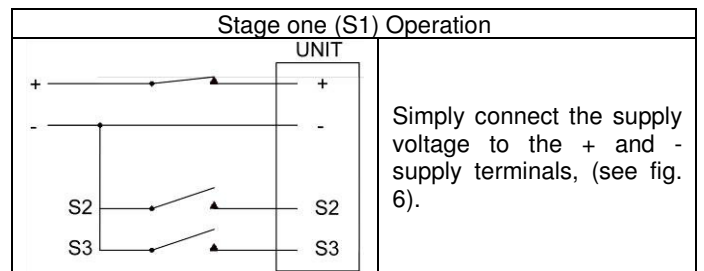 Stage one (S1) Operation
UNIT
+ +
- -
S2 S2
S3 S3
Simply connect the supply
voltage to the + and -
supply terminals, (see fig.
6).